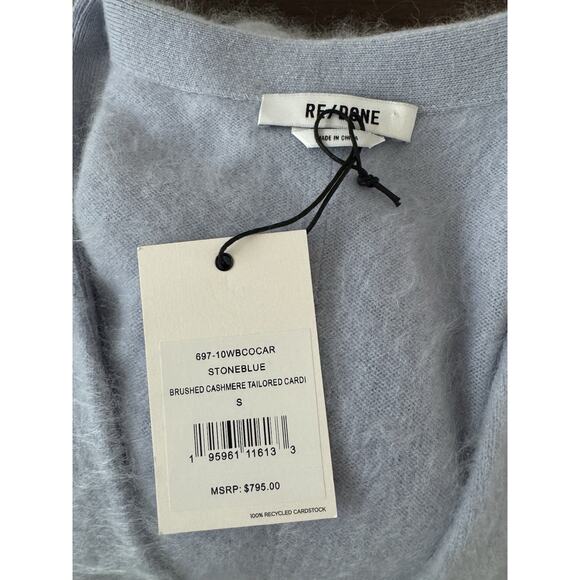 RE/DONE
MADE IN CHINA
697-10WBCOCAR
STONEBLUE
BRUSHED CASHMERE TAILORED CARDI
S
1 95961 11613 3
MSRP: $795.00
100% RECYCLED CARDSTOCK